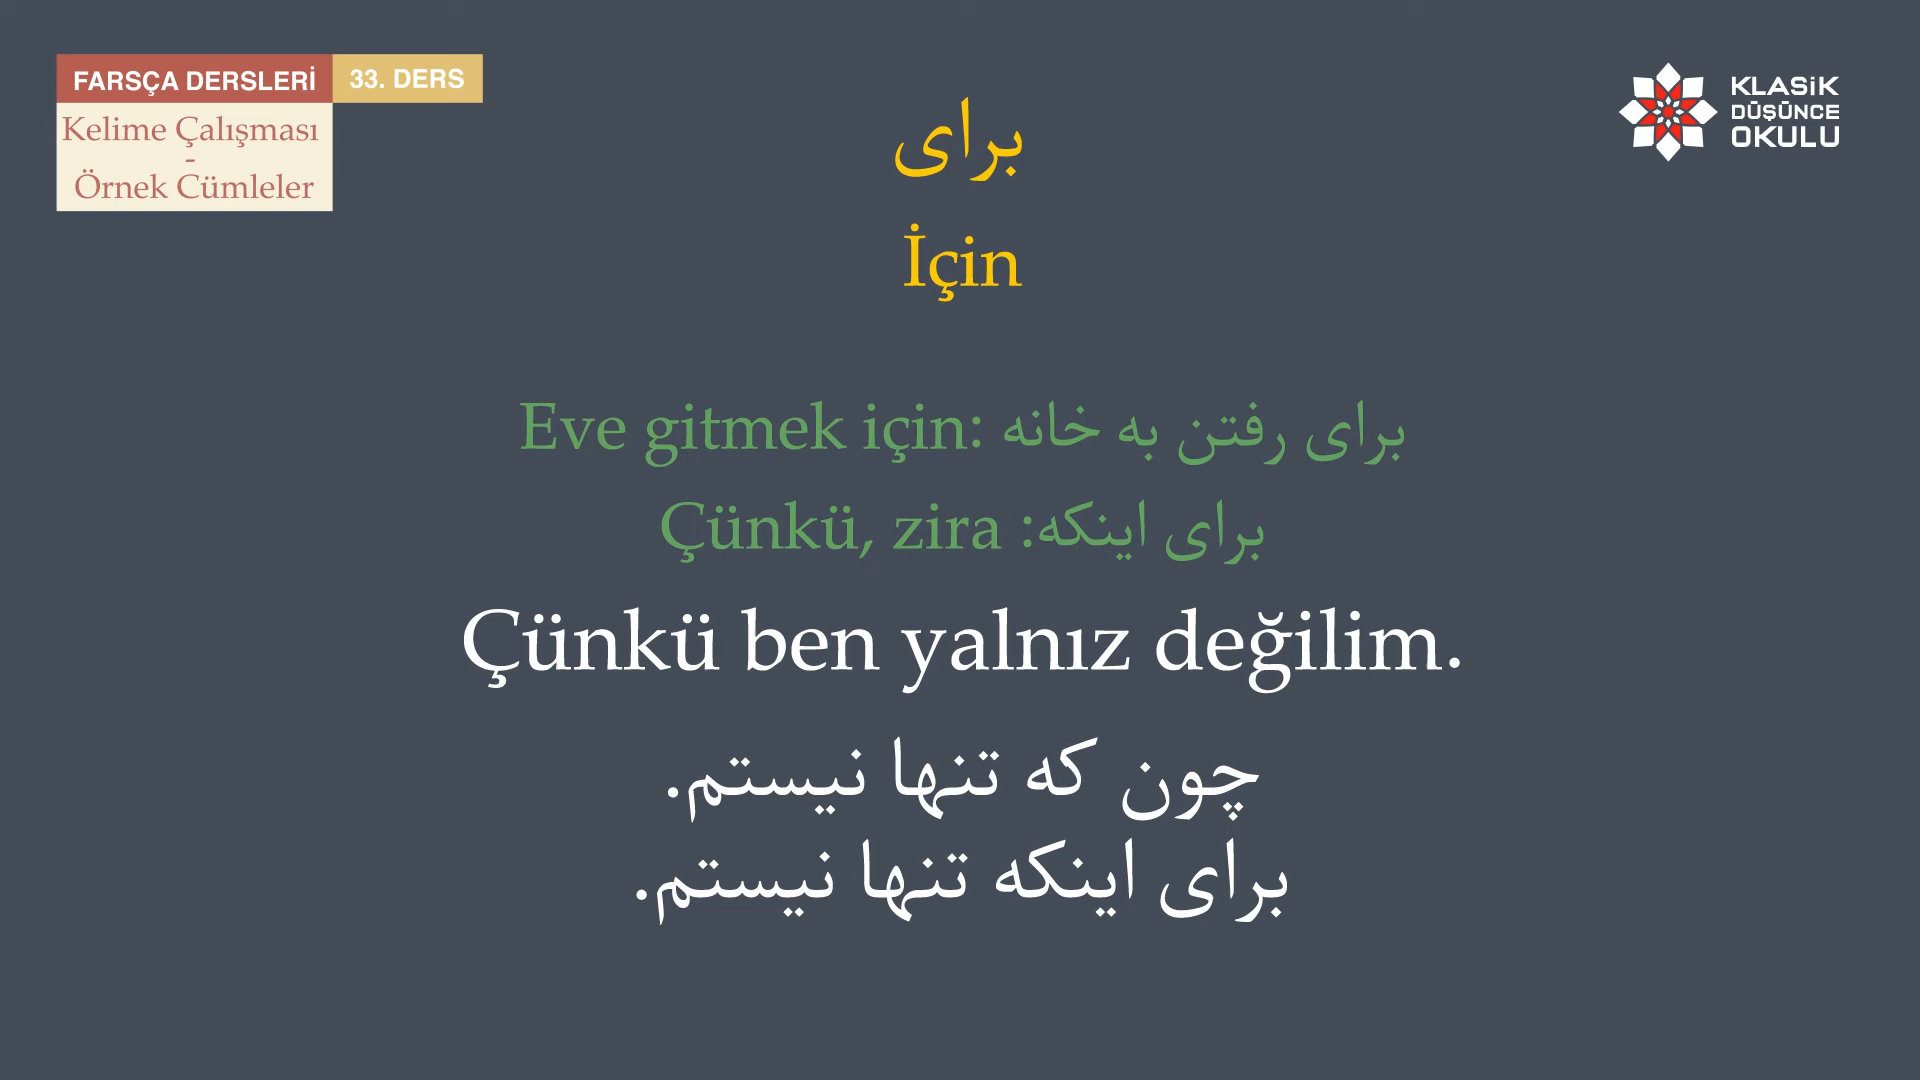 FARSÇA DERSLERİ 33. DERS
Kelime Çalışması
-
Örnek Cümleler
KLASiK
DÜŞÜNCE
OKULU
برای
İçin
Eve gitmek için: برای رفتن به خانه
Çünkü, zira :برای اینکه
Çünkü ben yalnız değilim.
چون که تنها نیستم.
برای اینکه تنها نیستم.